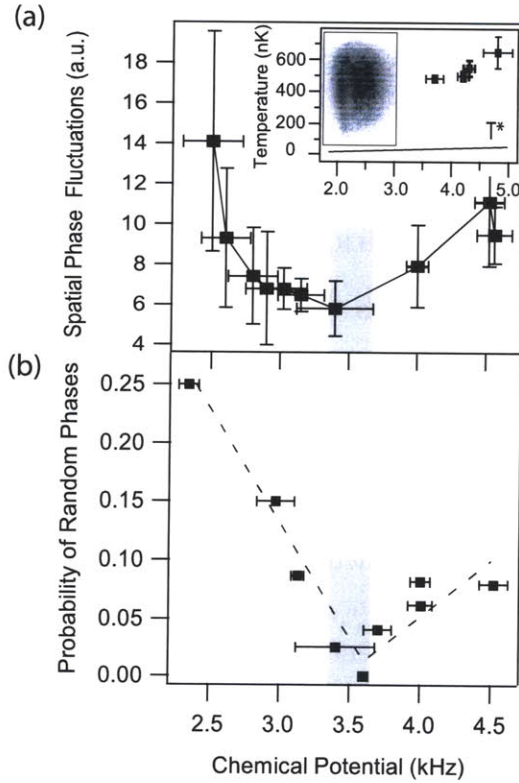 (a)
Spatial Phase Fluctuations (a.u.)
18
16
14
12
10
8
6
4
Temperature (nK)
600
400
200
0
T*
2.0 3.0 4.0 5.0
(b)
Probability of Random Phases
0.25
0.20
0.15
0.10
0.05
0.00
2.5 3.0 3.5 4.0 4.5
Chemical Potential (kHz)